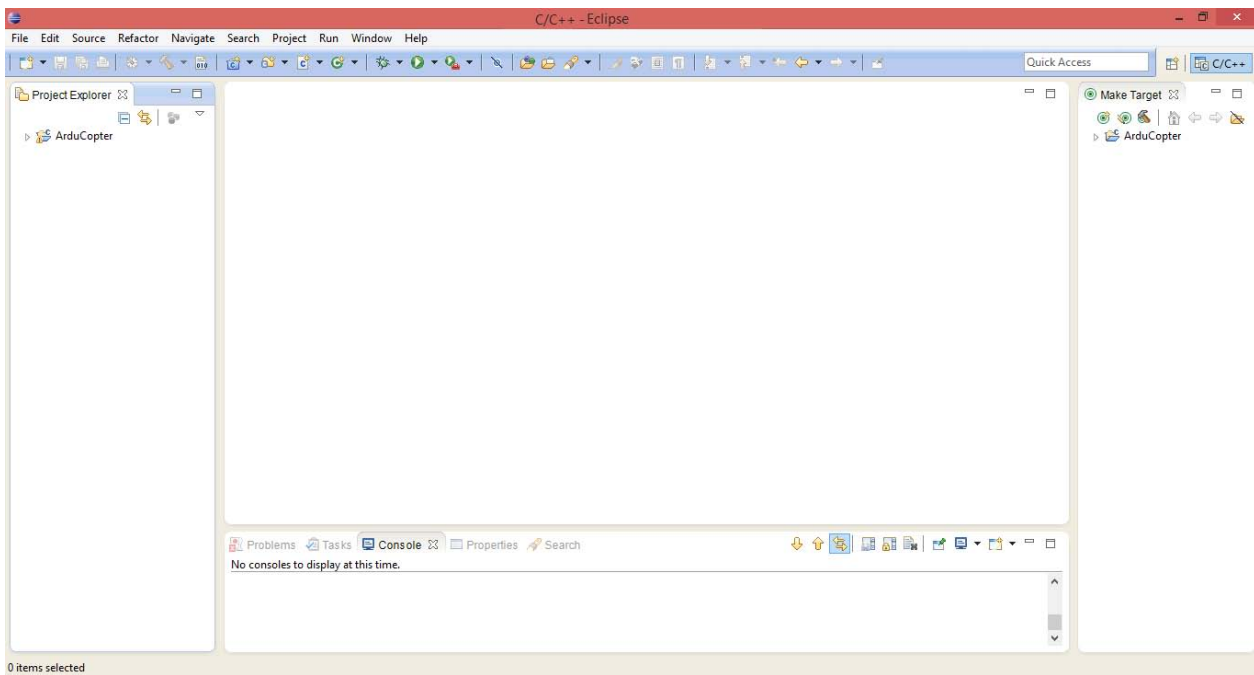 C/C++ - Eclipse
File Edit Source Refactor Navigate Search Project Run Window Help
Quick Access
C/C++
Project Explorer
ArduCopter
Make Target
ArduCopter
Problems Tasks Console Properties Search
No consoles to display at this time.
0 items selected